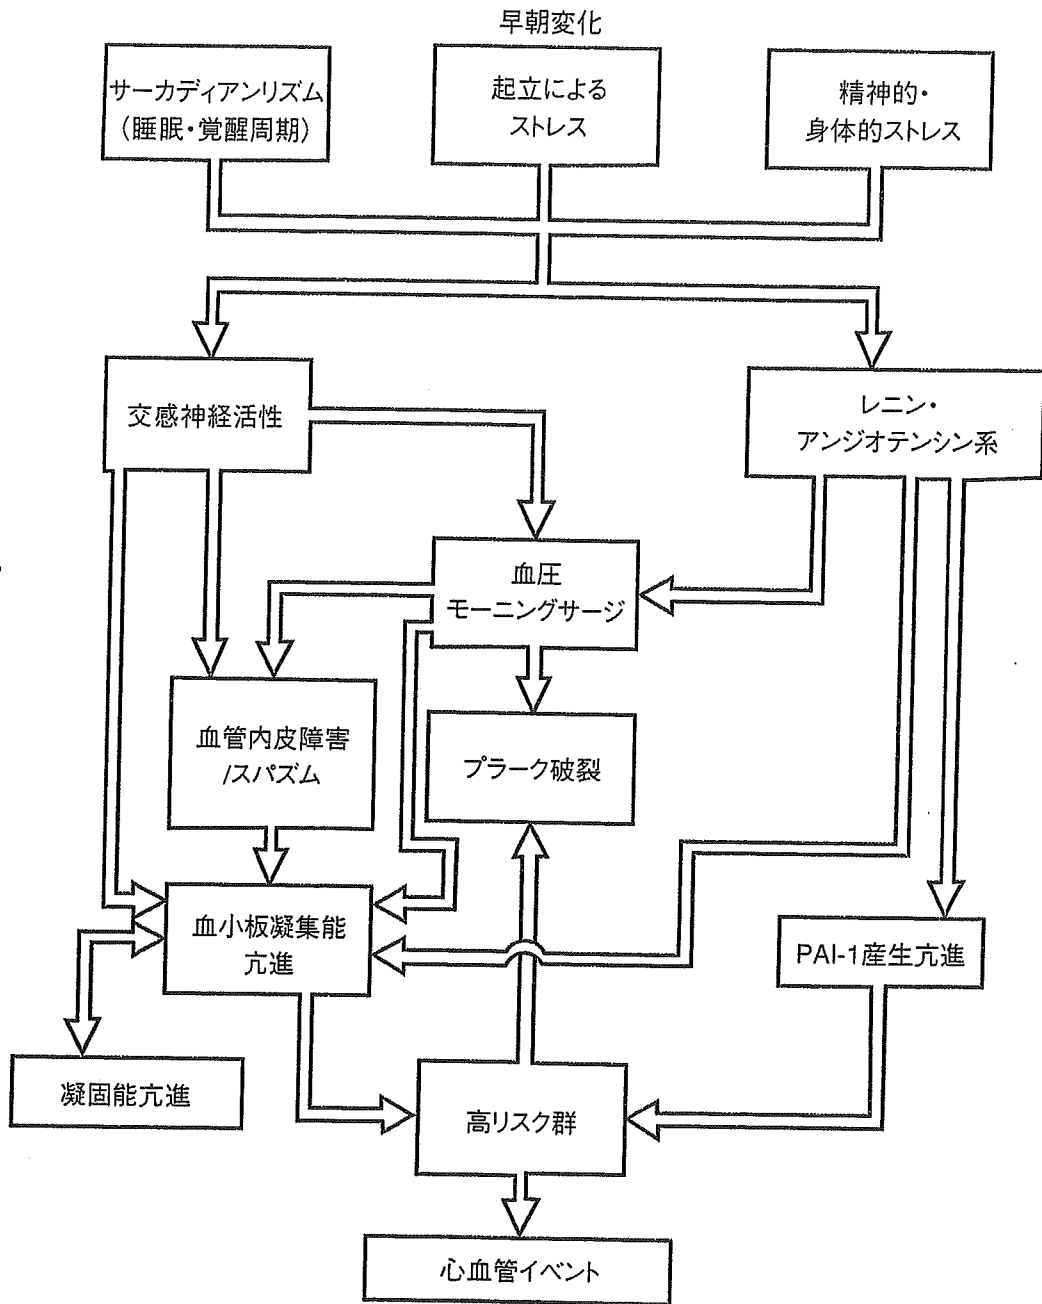 早朝変化
サーカディアンリズム
（睡眠・覚醒周期）
起立による
ストレス
精神的・
身体的ストレス
交感神経活性
レニン・
アンジオテンシン系
血圧
モーニングサージ
血管内皮障害
/スパズム
プラーク破裂
血小板凝集能
亢進
PAI-1産生亢進
凝固能亢進
高リスク群
心血管イベント